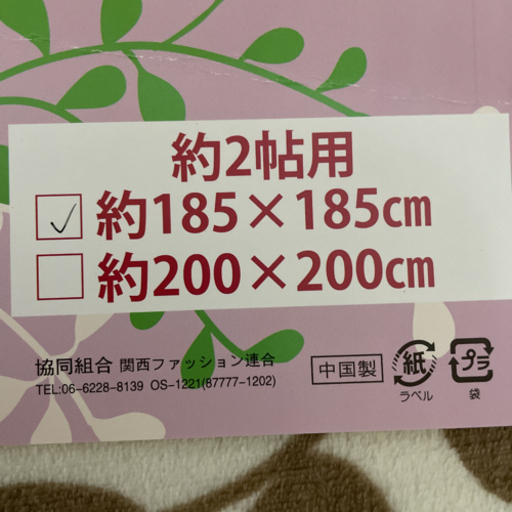 約2帖用
約185×185cm
約200×200cm
協同組合 関西ファッション連合
TEL:06-6228-8139 OS-1221(87777-1202)
中国製
紙
ラベル
プラ
袋